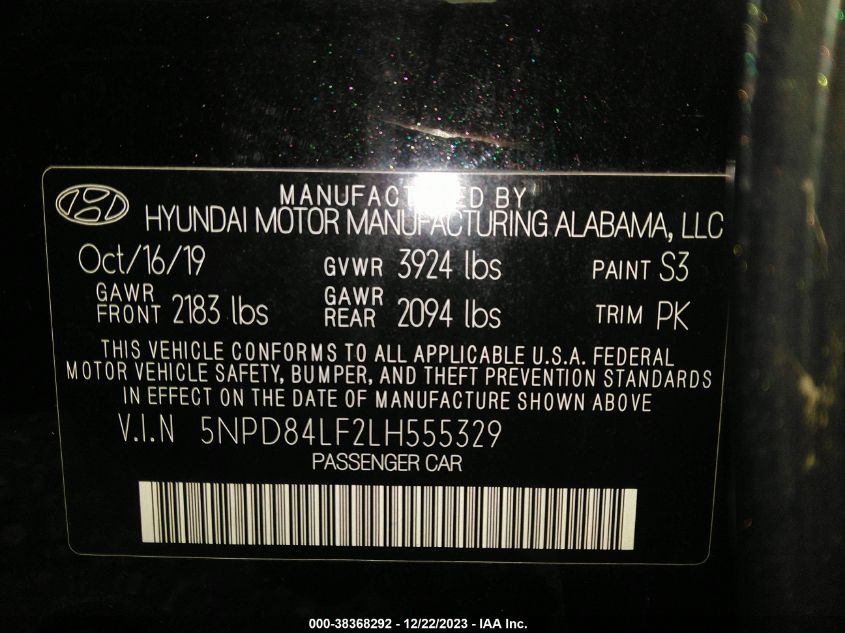 MANUFACTURED BY
HYUNDAI MOTOR MANUFACTURING ALABAMA, LLC
Oct/16/19 GVWR 3924 lbs PAINT S3
GAWR FRONT 2183 lbs GAWR REAR 2094 lbs TRIM PK
THIS VEHICLE CONFORMS TO ALL APPLICABLE U.S.A. FEDERAL
MOTOR VEHICLE SAFETY, BUMPER, AND THEFT PREVENTION STANDARDS
IN EFFECT ON THE DATE OF MANUFACTURE SHOWN ABOVE
V.I.N 5NPD84LF2LH555329
PASSENGER CAR
000-38368292 - 12/22/2023 - IAA Inc.